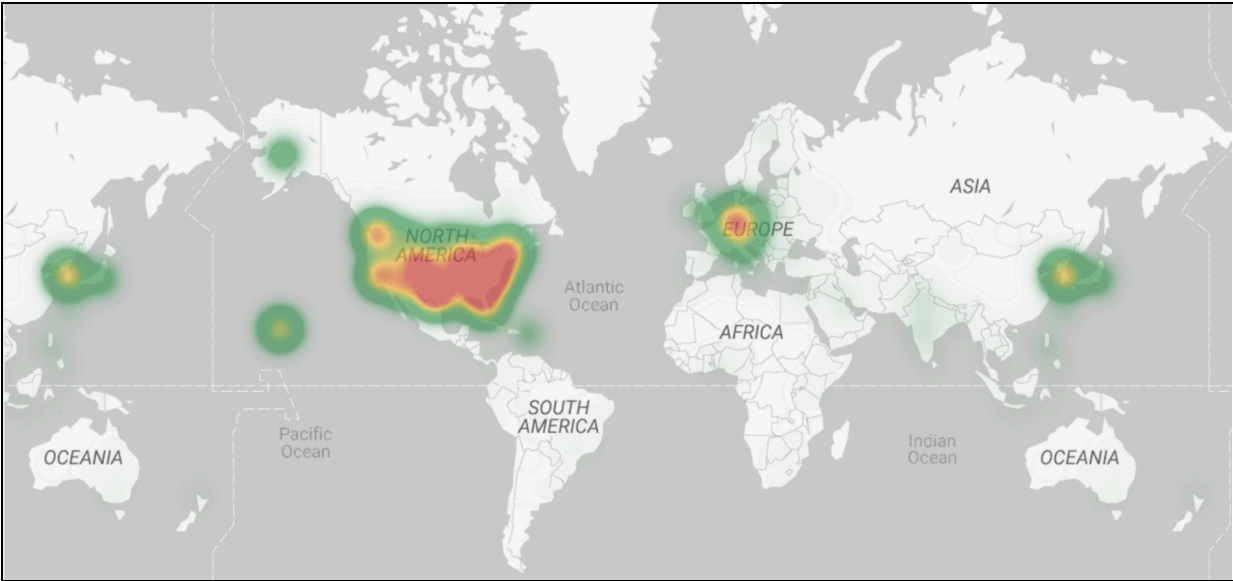 ASIA
NORTH
AMERICA
EUROPE
Atlantic
Ocean
AFRICA
SOUTH
AMERICA
Pacific
Ocean
Indian
Ocean
OCEANIA
OCEANIA